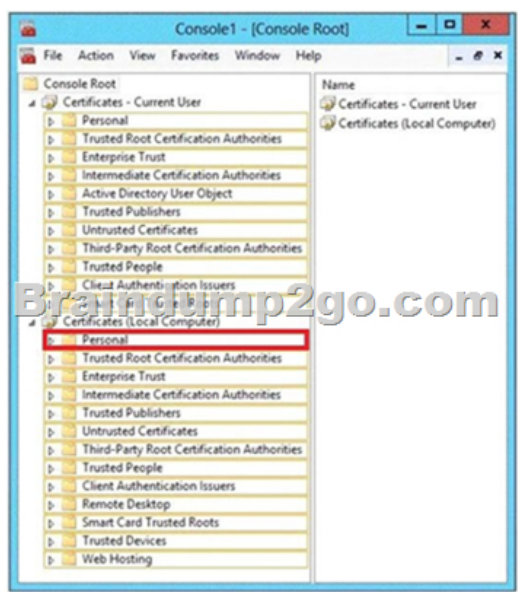 Console1 - [Console Root]
File Action View Favorites Window Help
Console Root
Certificates - Current User
Personal
Trusted Root Certification Authorities
Enterprise Trust
Intermediate Certification Authorities
Active Directory User Object
Trusted Publishers
Untrusted Certificates
Third-Party Root Certification Authorities
Trusted People
Client Authentication Issuers
Braindump2go.com
Certificates (Local Computer)
Personal
Trusted Root Certification Authorities
Enterprise Trust
Intermediate Certification Authorities
Trusted Publishers
Untrusted Certificates
Third-Party Root Certification Authorities
Trusted People
Client Authentication Issuers
Remote Desktop
Smart Card Trusted Roots
Trusted Devices
Web Hosting
Name
Certificates - Current User
Certificates (Local Computer)